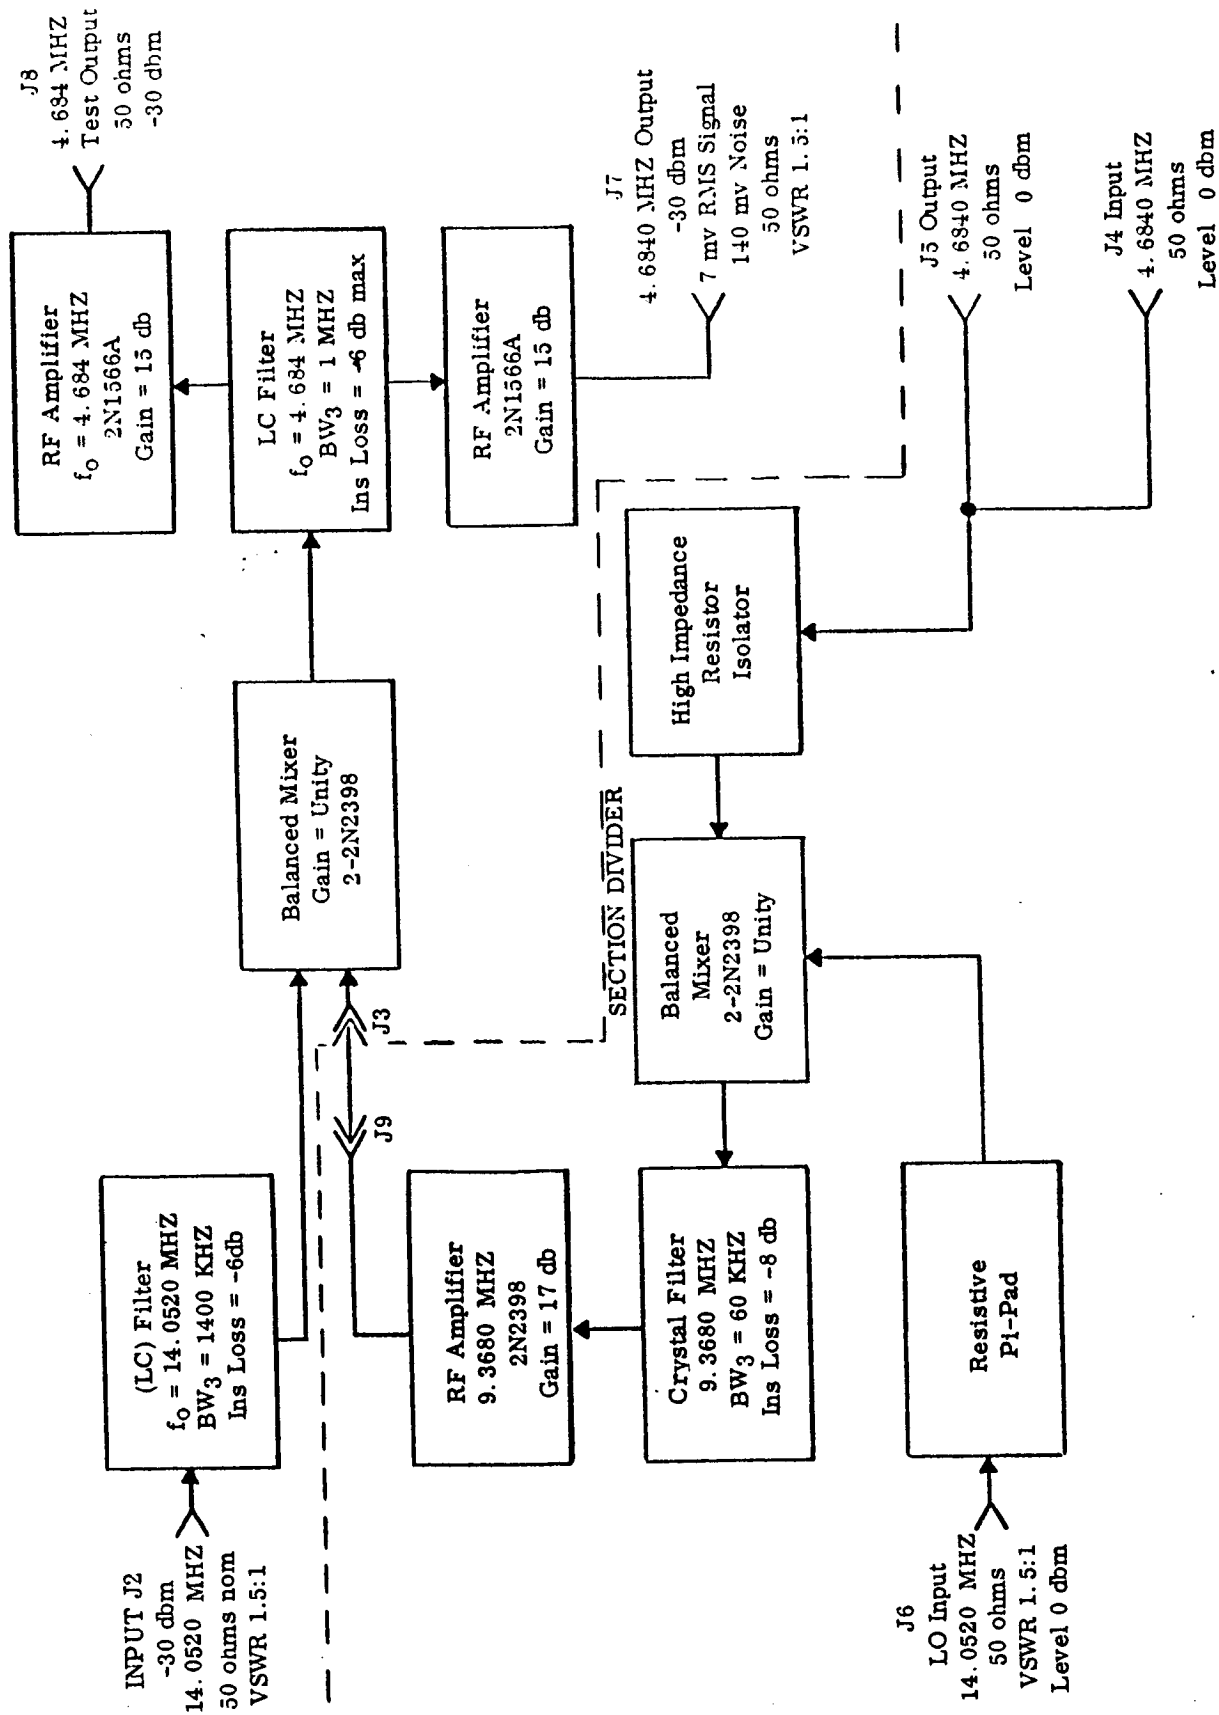 INPUT J2
-30 dbm
14.0520 MHZ
50 ohms nom
VSWR 1.5:1
(LC) Filter
fo = 14.0520 MHZ
BW3 = 1400 KHZ
Ins Loss = -6db
Balanced Mixer
Gain = Unity
2-2N2398
RF Amplifier
fo = 4.684 MHZ
2N1566A
Gain = 15 db
J8
4.684 MHZ
Test Output
50 ohms
-30 dbm
LC Filter
fo = 4.684 MHZ
BW3 = 1 MHZ
Ins Loss = -6 db max
RF Amplifier
2N1566A
Gain = 15 db
J7
4.6840 MHZ Output
-30 dbm
7 mv RMS Signal
140 mv Noise
50 ohms
VSWR 1.5:1
J9
J3
SECTION DIVIDER
RF Amplifier
9.3680 MHZ
2N2398
Gain = 17 db
Crystal Filter
9.3680 MHZ
BW3 = 60 KHZ
Ins Loss = -8 db
Balanced
Mixer
2-2N2398
Gain = Unity
High Impedance
Resistor
Isolator
J5 Output
4.6840 MHZ
50 ohms
Level 0 dbm
J4 Input
4.6840 MHZ
50 ohms
Level 0 dbm
J6
LO Input
14.0520 MHZ
50 ohms
VSWR 1.5:1
Level 0 dbm
Resistive
Pi-Pad